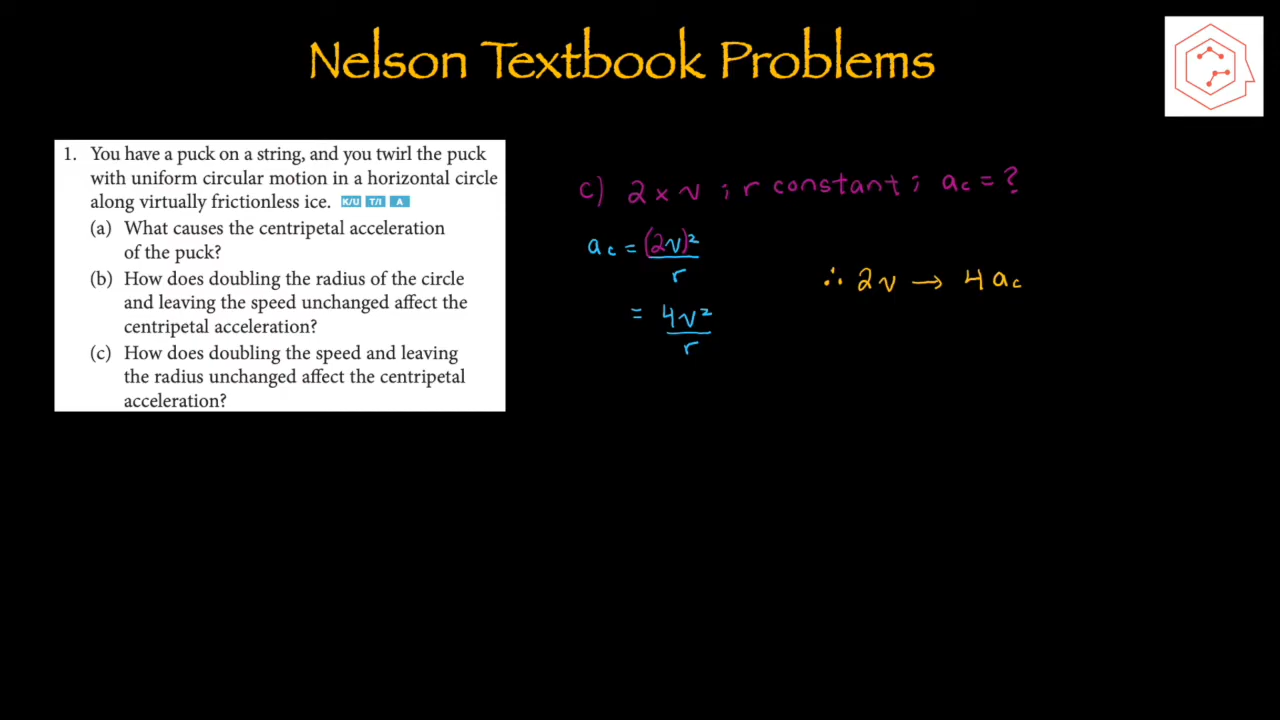 Nelson Textbook Problems
1. You have a puck on a string, and you twirl the puck
with uniform circular motion in a horizontal circle
along virtually frictionless ice. K/U T/I A
(a) What causes the centripetal acceleration
of the puck?
(b) How does doubling the radius of the circle
and leaving the speed unchanged affect the
centripetal acceleration?
(c) How does doubling the speed and leaving
the radius unchanged affect the centripetal
acceleration?
c) 2 x v ; r constant ; ac = ?
ac = (2v)²
r
= 4v²
r
∴ 2v → 4 ac